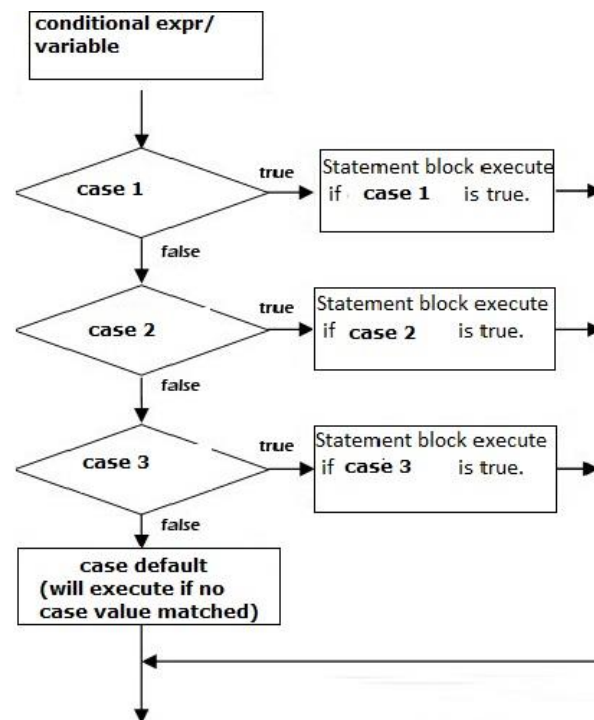 conditional expr/
variable
case 1
true
Statement block execute
if case 1 is true.
false
case 2
true
Statement block execute
if case 2 is true.
false
case 3
true
Statement block execute
if case 3 is true.
false
case default
(will execute if no
case value matched)